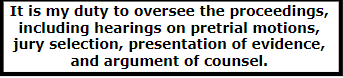 It is my duty to oversee the proceedings,
including hearings on pretrial motions,
jury selection, presentation of evidence,
and argument of counsel.